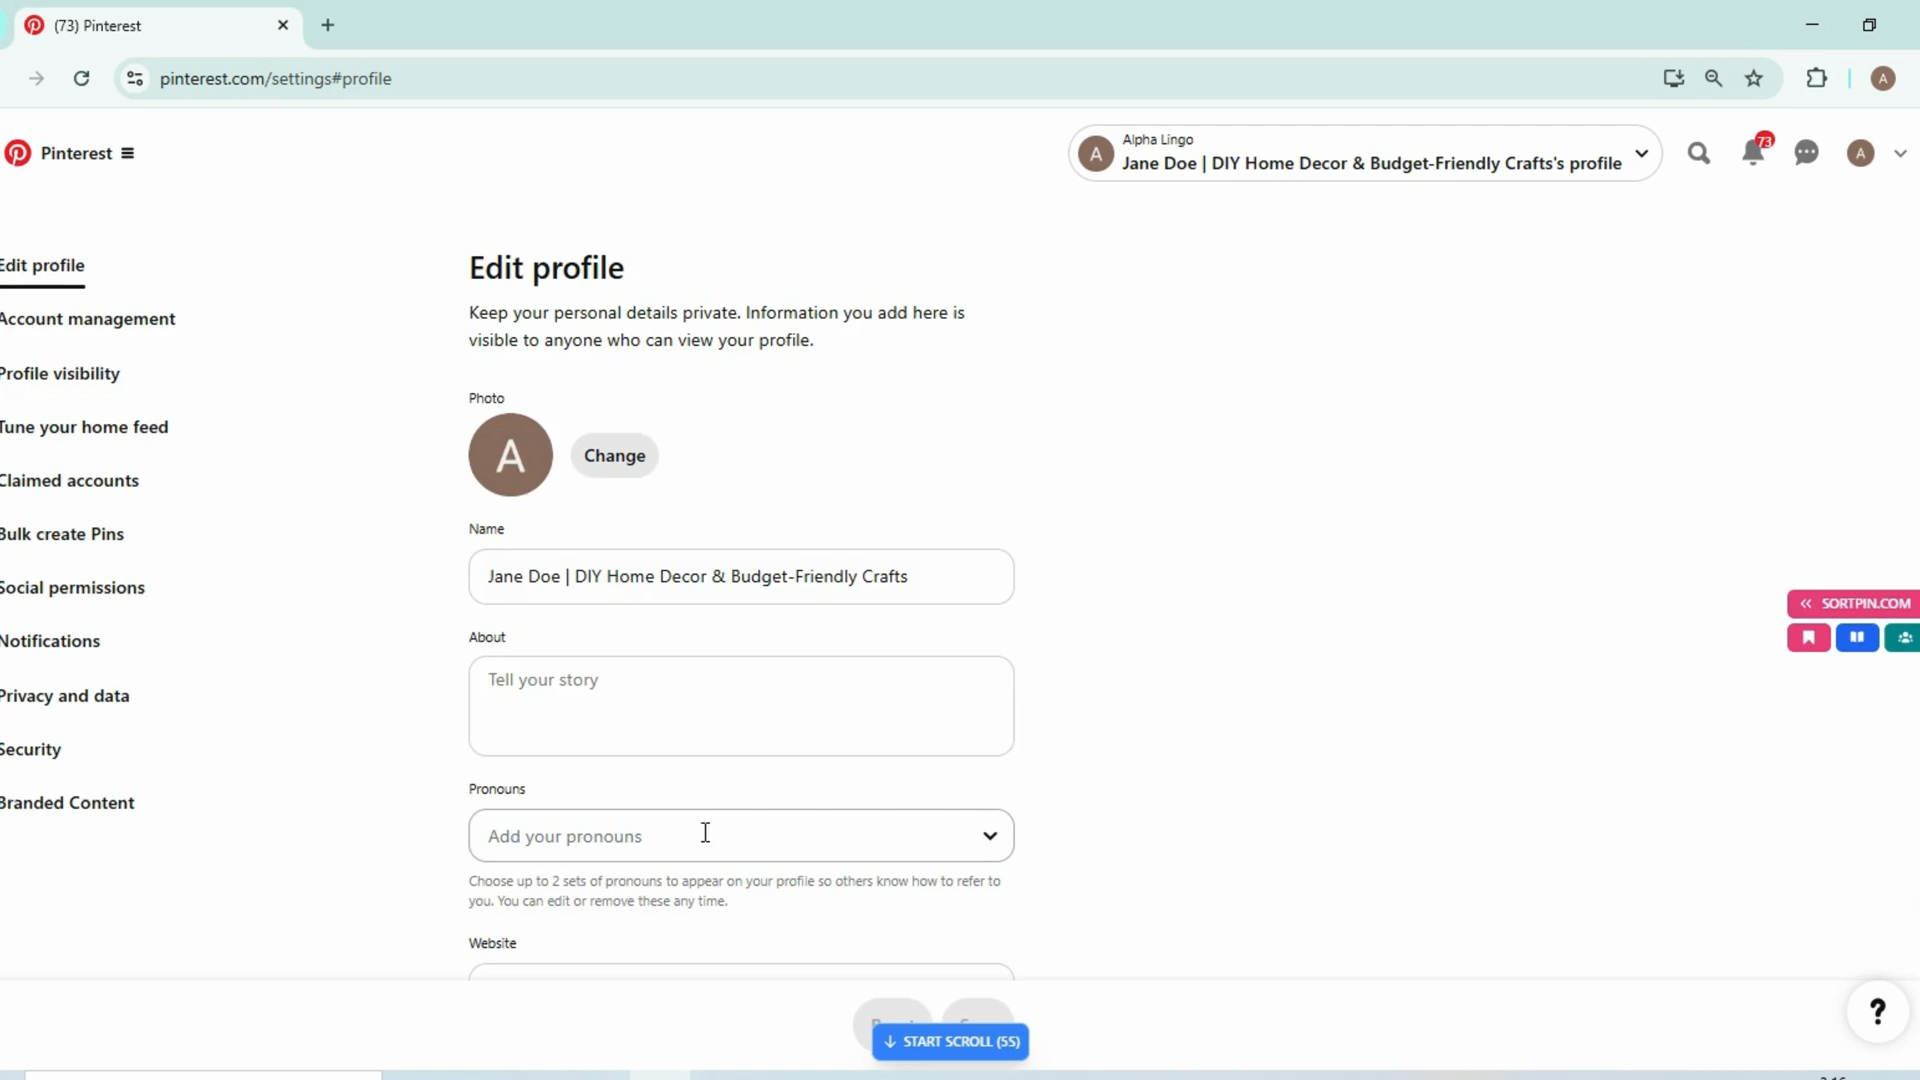 (73) Pinterest
pinterest.com/settings#profile
A
Pinterest
A
Alpha Lingo
Jane Doe | DIY Home Decor & Budget-Friendly Crafts's profile
73
A
Edit profile
Account management
Profile visibility
Tune your home feed
Claimed accounts
Bulk create Pins
Social permissions
Notifications
Privacy and data
Security
Branded Content
Edit profile
Keep your personal details private. Information you add here is
visible to anyone who can view your profile.
Photo
A
Change
Name
Jane Doe | DIY Home Decor & Budget-Friendly Crafts
About
Tell your story
Pronouns
Add your pronouns
Choose up to 2 sets of pronouns to appear on your profile so others know how to refer to
you. You can edit or remove these any time.
Website
SORTPIN.COM
START SCROLL (5S)
?